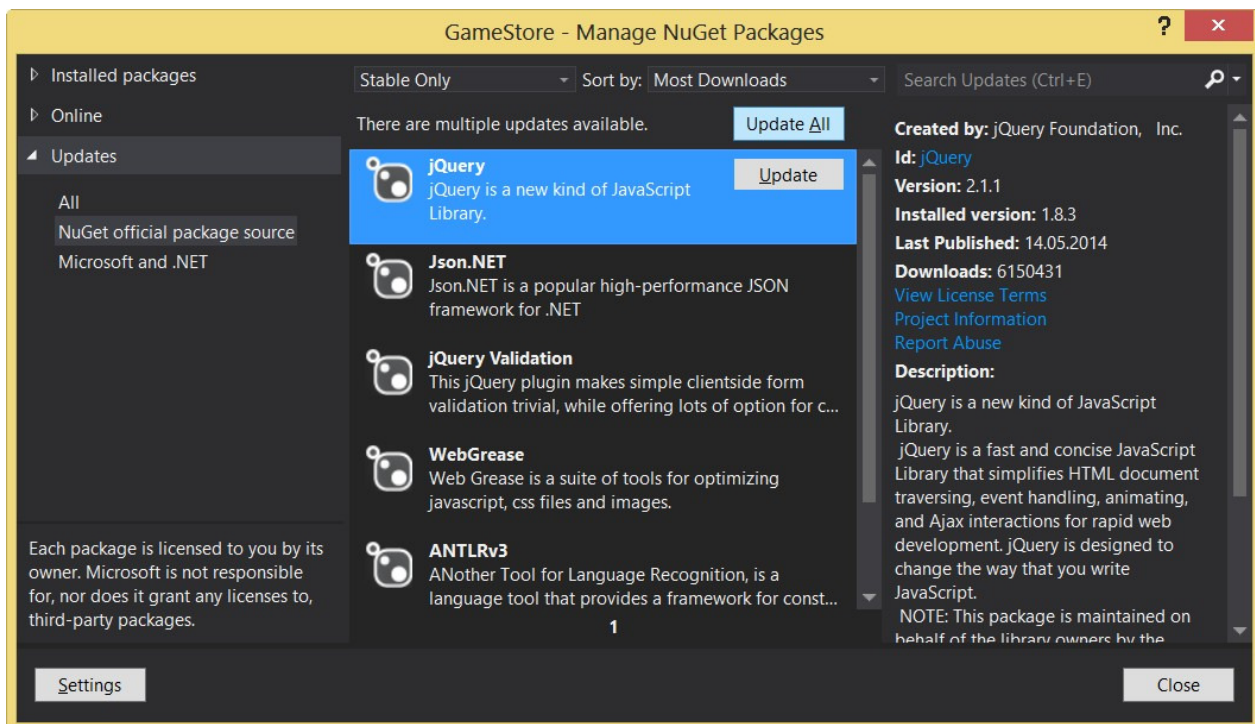 GameStore - Manage NuGet Packages
Installed packages
Online
Updates
All
NuGet official package source
Microsoft and .NET
Each package is licensed to you by its
owner. Microsoft is not responsible
for, nor does it grant any licenses to,
third-party packages.
Settings
Stable Only
Sort by: Most Downloads
There are multiple updates available.
Update All
jQuery
jQuery is a new kind of JavaScript
Library.
Update
Json.NET
Json.NET is a popular high-performance JSON
framework for .NET
jQuery Validation
This jQuery plugin makes simple clientside form
validation trivial, while offering lots of option for c...
WebGrease
Web Grease is a suite of tools for optimizing
javascript, css files and images.
ANTLRv3
ANother Tool for Language Recognition, is a
language tool that provides a framework for const...
1
Search Updates (Ctrl+E)
Created by: jQuery Foundation, Inc.
Id: jQuery
Version: 2.1.1
Installed version: 1.8.3
Last Published: 14.05.2014
Downloads: 6150431
View License Terms
Project Information
Report Abuse
Description:
jQuery is a new kind of JavaScript
Library.
jQuery is a fast and concise JavaScript
Library that simplifies HTML document
traversing, event handling, animating,
and Ajax interactions for rapid web
development. jQuery is designed to
change the way that you write
JavaScript.
NOTE: This package is maintained on
behalf of the library owners by the
Close